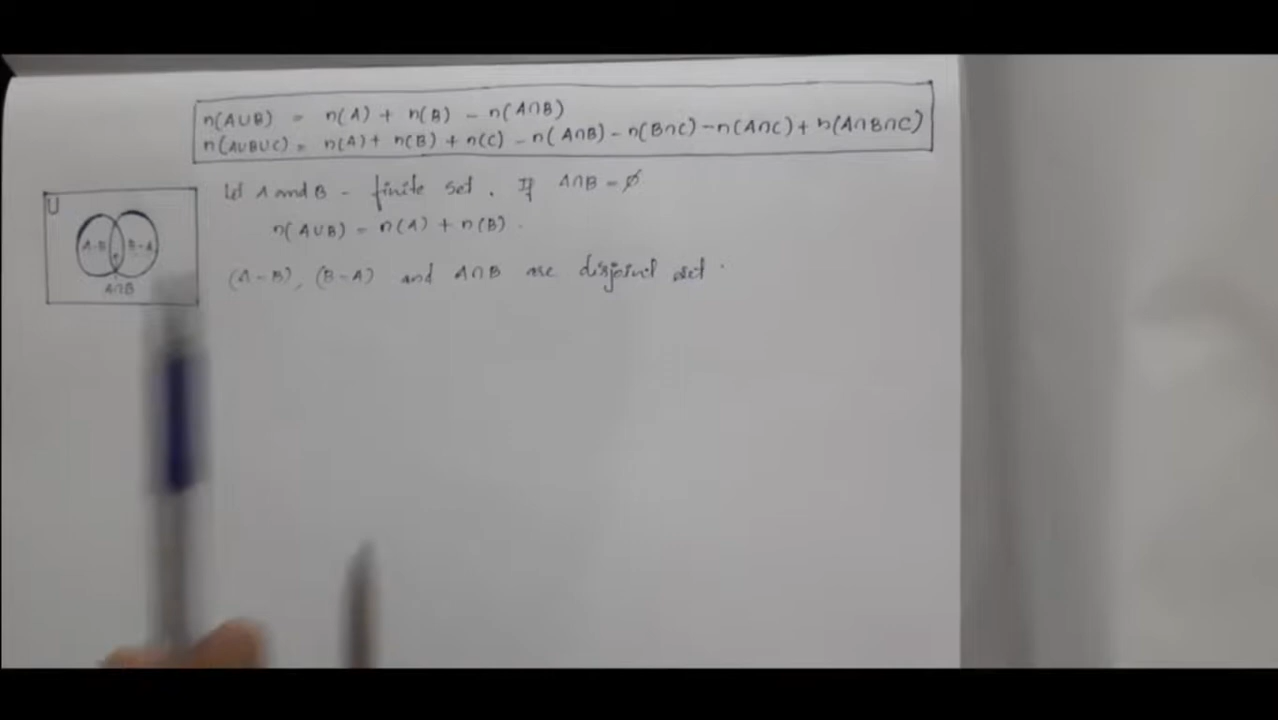 n(A∪B) = n(A) + n(B) - n(A∩B)
n(A∪B∪C) = n(A) + n(B) + n(C) - n(A∩B) - n(B∩C) - n(A∩C) + n(A∩B∩C)
Let A and B - finite set. If A∩B = ∅
n(A∪B) = n(A) + n(B).
(A-B), (B-A) and A∩B are disjoint set.
U
A-B B-A
A∩B